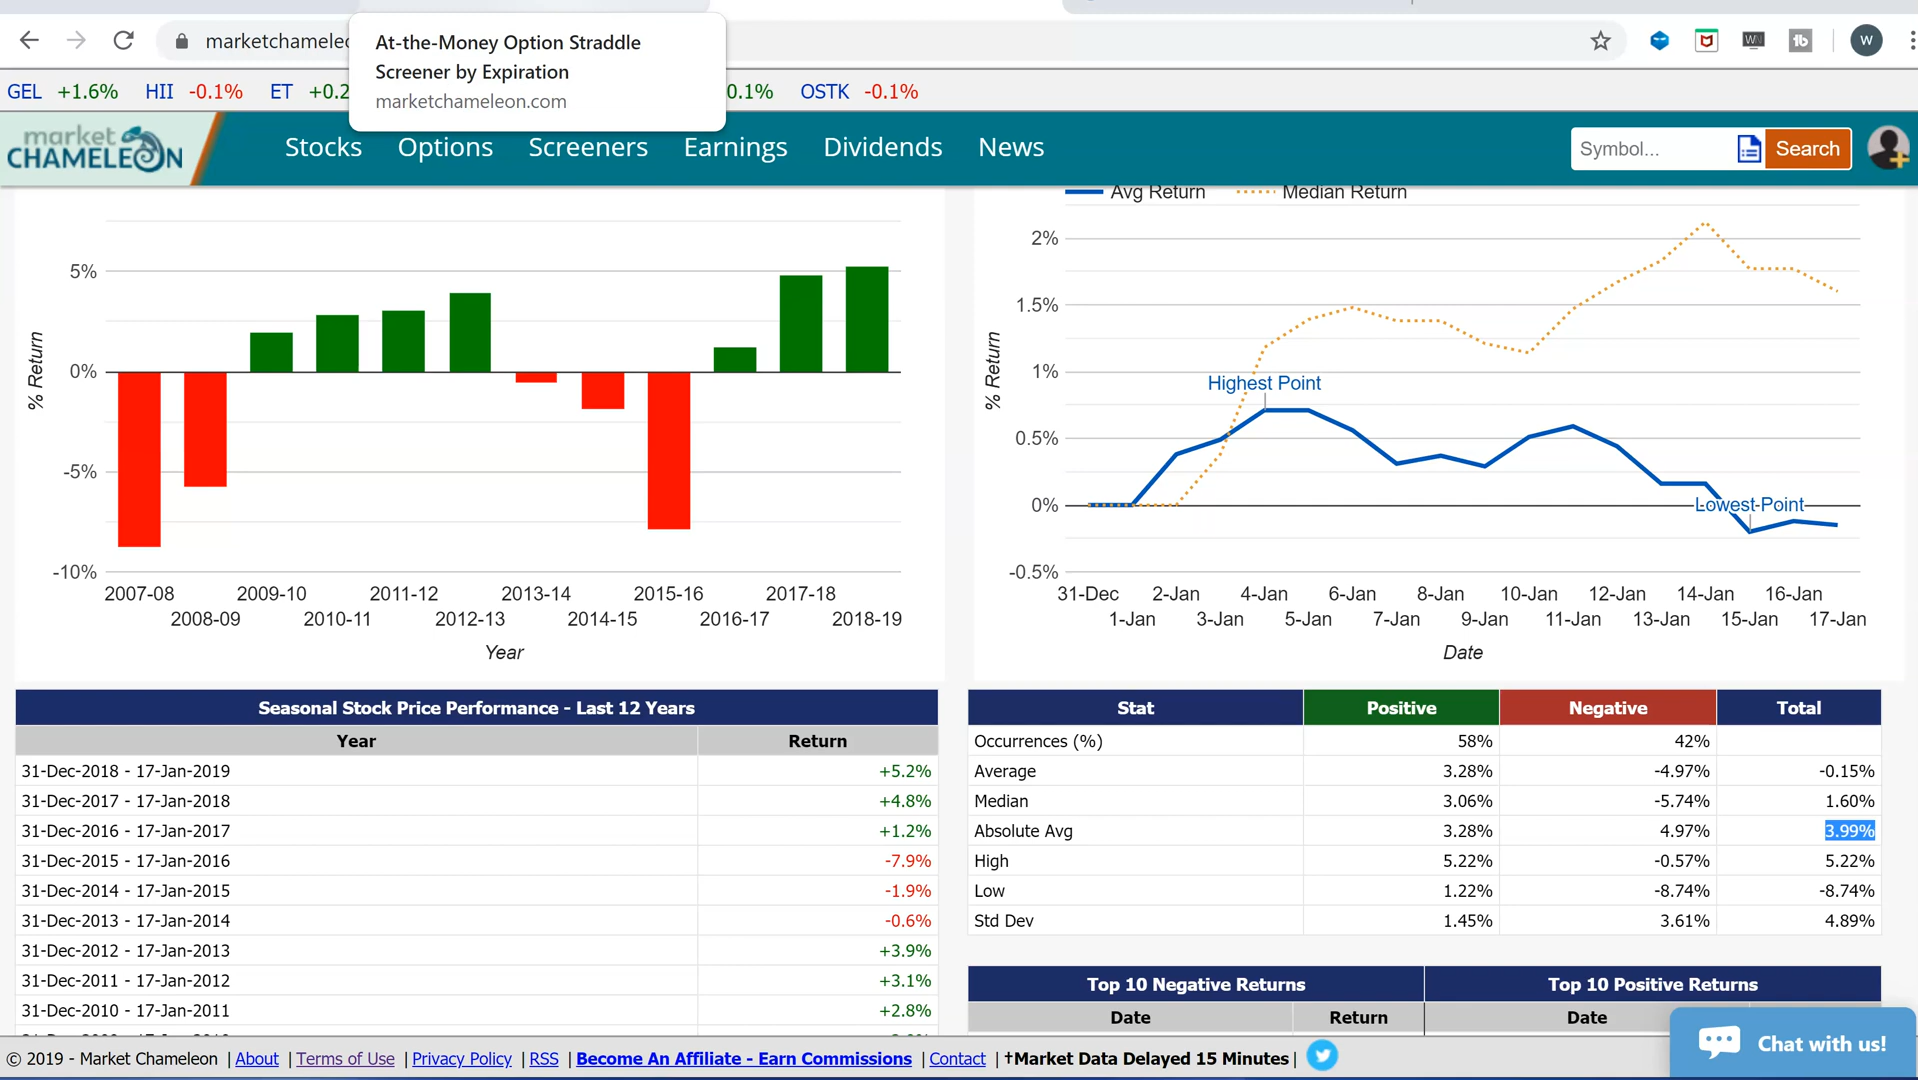 At-the-Money Option Straddle
Screener by Expiration
marketchameleon.com
marketchamelec
W
GEL +1.6% HII -0.1% ET +0.2 0.1% OSTK -0.1%
market
CHAMELEON
Stocks Options Screeners Earnings Dividends News
Symbol... Search
5%
0%
-5%
-10%
% Return
2007-08 2009-10 2011-12 2013-14 2015-16 2017-18
2008-09 2010-11 2012-13 2014-15 2016-17 2018-19
Year
Avg Return Median Return
2%
1.5%
1%
0.5%
0%
-0.5%
% Return
Highest Point
Lowest Point
31-Dec 2-Jan 4-Jan 6-Jan 8-Jan 10-Jan 12-Jan 14-Jan 16-Jan
1-Jan 3-Jan 5-Jan 7-Jan 9-Jan 11-Jan 13-Jan 15-Jan 17-Jan
Date
Seasonal Stock Price Performance - Last 12 Years
Year Return
31-Dec-2018 - 17-Jan-2019 +5.2%
31-Dec-2017 - 17-Jan-2018 +4.8%
31-Dec-2016 - 17-Jan-2017 +1.2%
31-Dec-2015 - 17-Jan-2016 -7.9%
31-Dec-2014 - 17-Jan-2015 -1.9%
31-Dec-2013 - 17-Jan-2014 -0.6%
31-Dec-2012 - 17-Jan-2013 +3.9%
31-Dec-2011 - 17-Jan-2012 +3.1%
31-Dec-2010 - 17-Jan-2011 +2.8%
Stat Positive Negative Total
Occurrences (%) 58% 42%
Average 3.28% -4.97% -0.15%
Median 3.06% -5.74% 1.60%
Absolute Avg 3.28% 4.97% 3.99%
High 5.22% -0.57% 5.22%
Low 1.22% -8.74% -8.74%
Std Dev 1.45% 3.61% 4.89%
Top 10 Negative Returns Top 10 Positive Returns
Date Return Date
Chat with us!
© 2019 - Market Chameleon | About | Terms of Use | Privacy Policy | RSS | Become An Affiliate - Earn Commissions | Contact | †Market Data Delayed 15 Minutes |